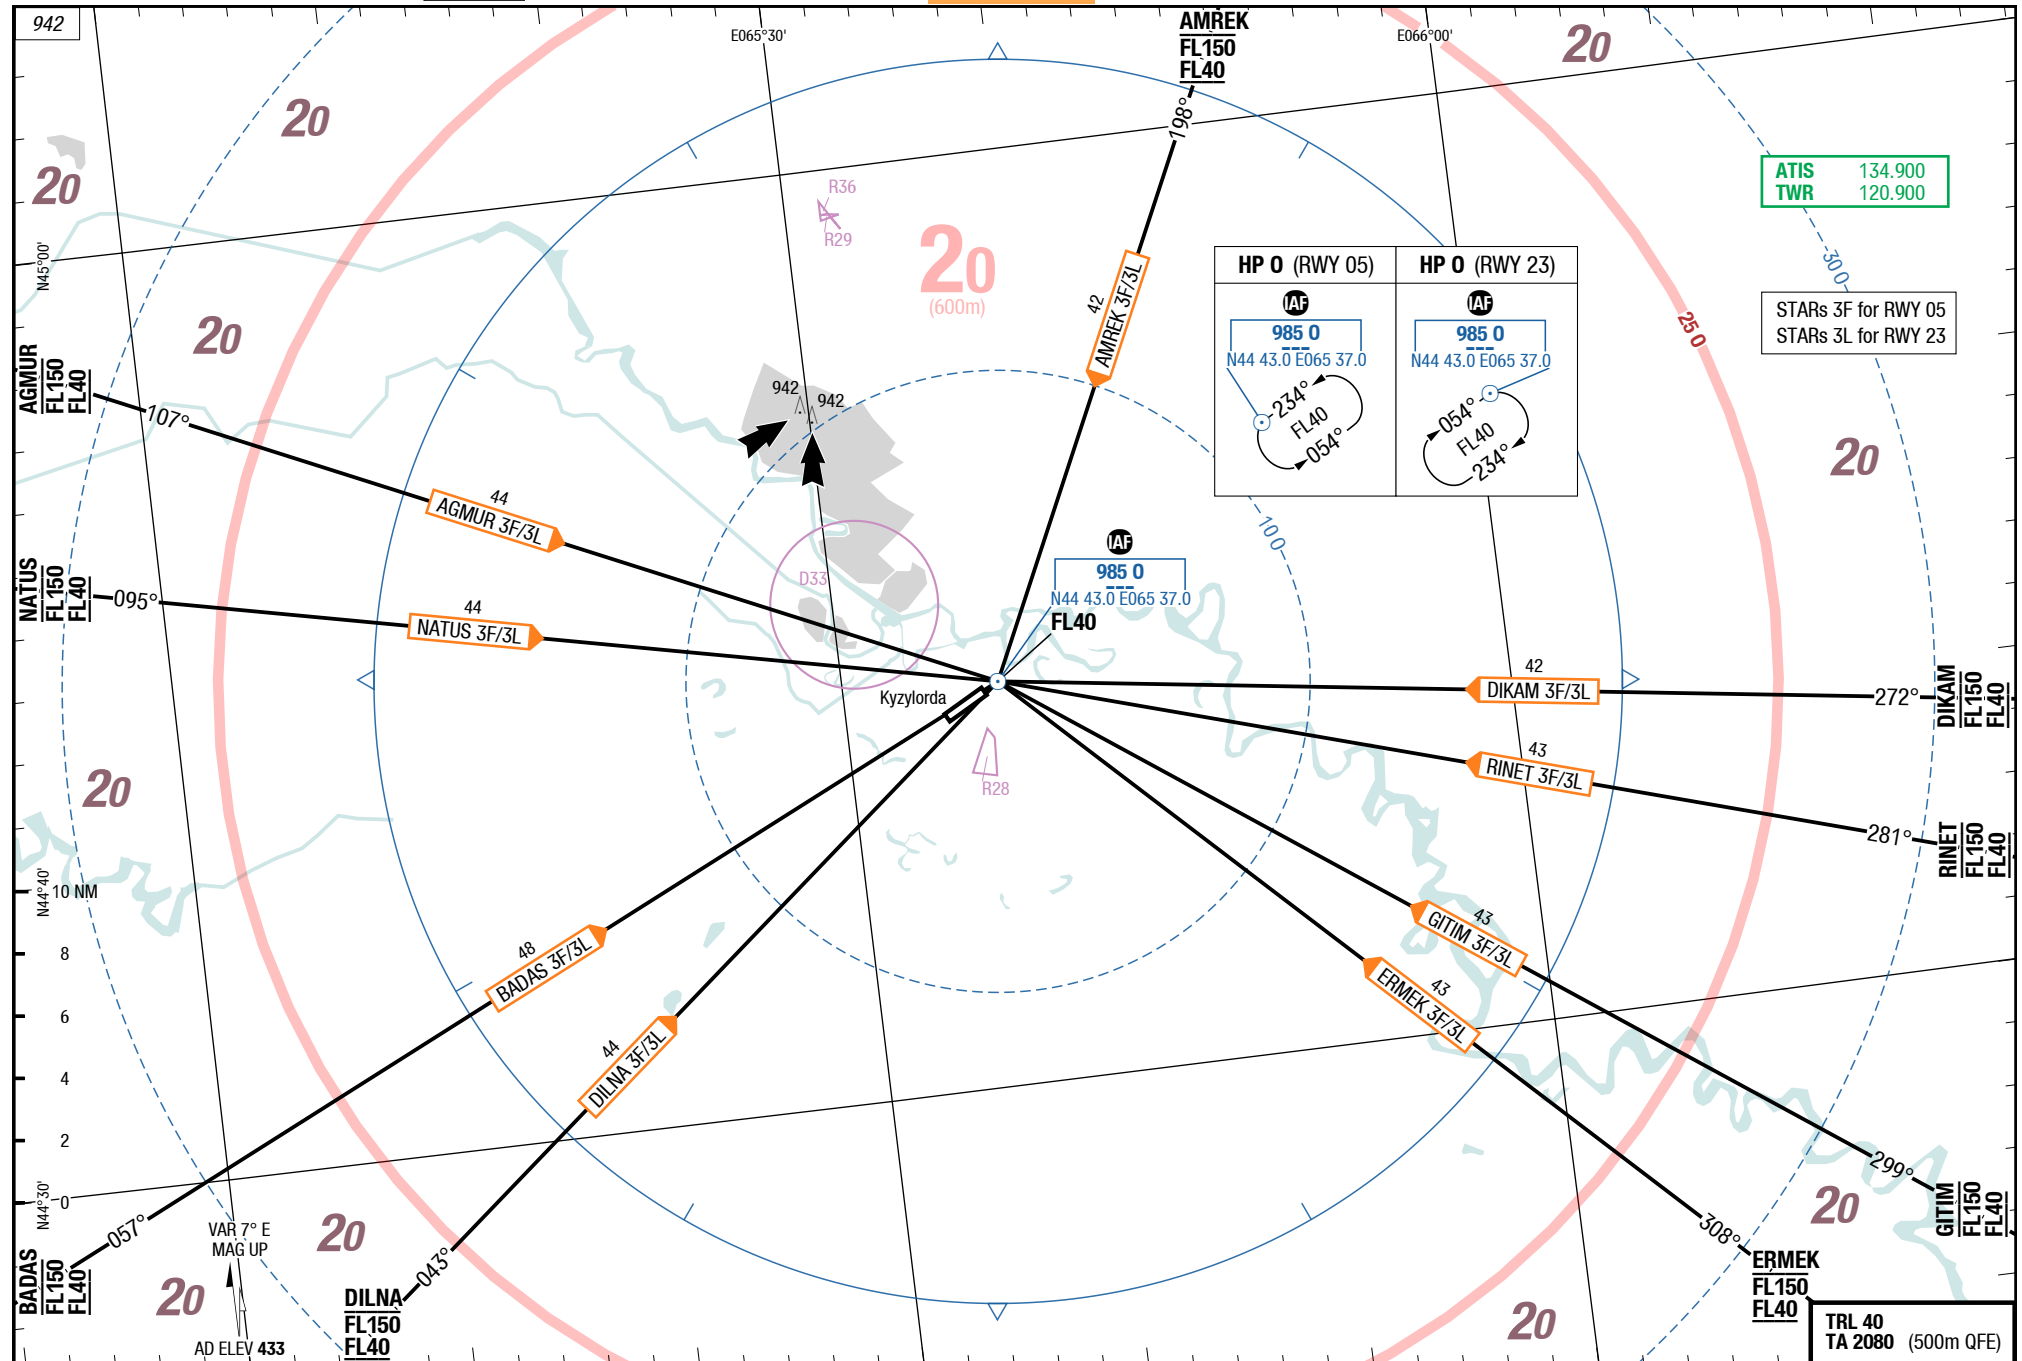 942
E065°30'
AMREK
FL150
FL40
E066°00'
20
20
20
198°
ATIS 134.900
TWR 120.900
R36
R29
20
(600m)
N45°00'
20
30 0
25 0
STARs 3F for RWY 05
STARs 3L for RWY 23
HP O (RWY 05)
IAF
985 O
N44 43.0 E065 37.0
234°
FL40
054°
HP O (RWY 23)
IAF
985 O
N44 43.0 E065 37.0
054°
FL40
234°
42
AMREK 3F/3L
AGMUR
FL150
FL40
107°
942
942
20
44
AGMUR 3F/3L
10 0
IAF
985 O
N44 43.0 E065 37.0
FL40
D33
NATUS
FL150
FL40
095°
44
NATUS 3F/3L
Kyzylorda
42
DIKAM 3F/3L
272°
DIKAM
FL150
FL40
43
RINET 3F/3L
281°
RINET
FL150
FL40
R28
20
N44°40'
10 NM
8
6
4
2
0
N44°30'
48
BADAS 3F/3L
44
DILNA 3F/3L
43
GITIM 3F/3L
43
ERMEK 3F/3L
299°
GITIM
FL150
FL40
20
308°
ERMEK
FL150
FL40
057°
BADAS
FL150
FL40
VAR 7° E
MAG UP
20
20
043°
DILNA
FL150
FL40
AD ELEV 433
20
TRL 40
TA 2080 (500m QFE)